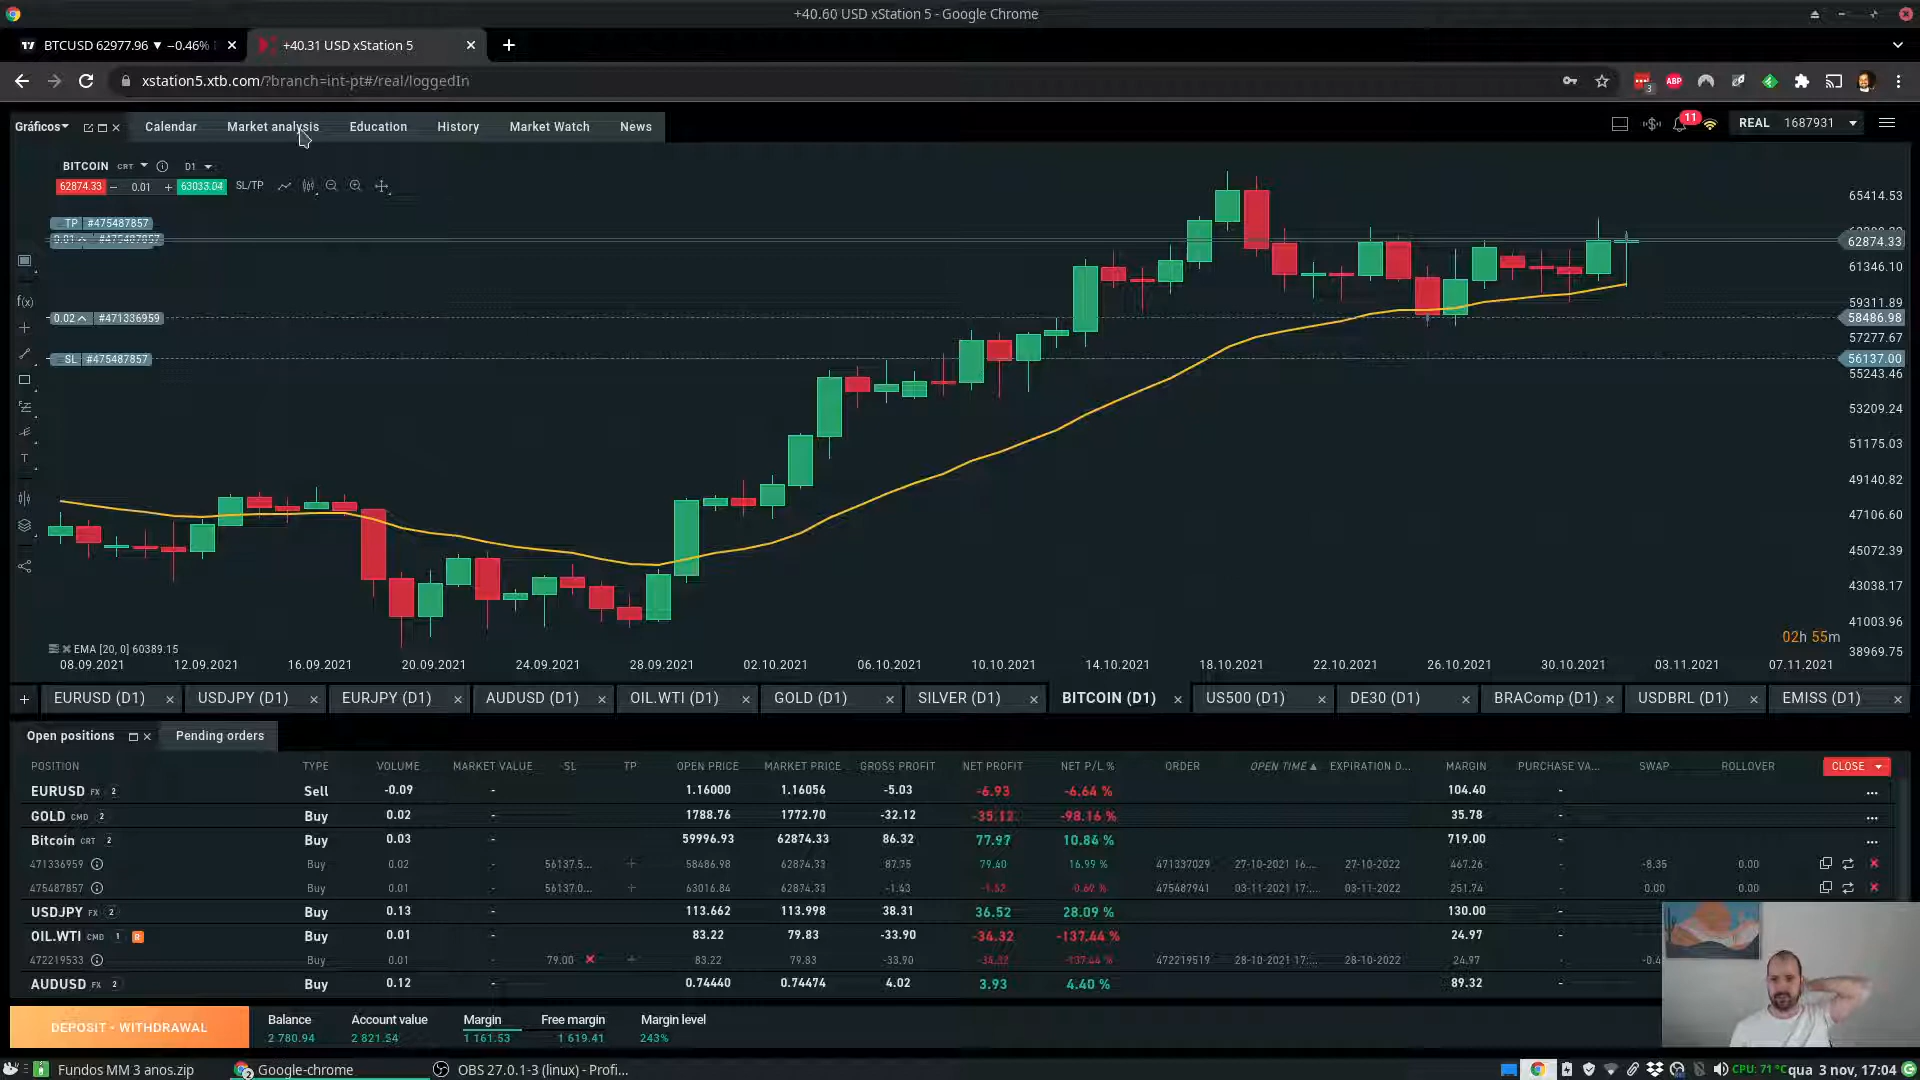 +40.60 USD xStation 5 - Google Chrome
BTCUSD 62977.96 ▼ −0.46%
+40.31 USD xStation 5
xstation5.xtb.com/?branch=int-pt#/real/loggedIn
3
ABP
Gráficos
Calendar
Market analysis
Education
History
Market Watch
News
11
REAL 1687931
BITCOIN CRT D1
62874.33 − 0.01 + 63033.04 SL/TP
65414.53
TP #475487857
62874.33
61346.10
59311.89
0.02 #471336959
58486.98
57277.67
SL #475487857
56137.00
55243.46
53209.24
51175.03
49140.82
47106.60
45072.39
43038.17
41003.96
38969.75
f(x)
T
02h 55m
EMA [20, 0] 60389.15
08.09.2021 12.09.2021 16.09.2021 20.09.2021 24.09.2021 28.09.2021 02.10.2021 06.10.2021 10.10.2021 14.10.2021 18.10.2021 22.10.2021 26.10.2021 30.10.2021 03.11.2021 07.11.2021
+ EURUSD (D1) USDJPY (D1) EURJPY (D1) AUDUSD (D1) OIL.WTI (D1) GOLD (D1) SILVER (D1) BITCOIN (D1) US500 (D1) DE30 (D1) BRAComp (D1) USDBRL (D1) EMISS (D1)
Open positions
Pending orders
POSITION TYPE VOLUME MARKET VALUE SL TP OPEN PRICE MARKET PRICE GROSS PROFIT NET PROFIT NET P/L % ORDER OPEN TIME ▲ EXPIRATION D... MARGIN PURCHASE VA... SWAP ROLLOVER CLOSE
EURUSD FX 2 Sell -0.09 - 1.16000 1.16056 -5.03 -6.93 -6.64 % 104.40 - ...
GOLD CMD 2 Buy 0.02 - 1788.76 1772.70 -32.12 -35.12 -98.16 % 35.78 - ...
Bitcoin CRT 2 Buy 0.03 - 59996.93 62874.33 86.32 77.97 10.84 % 719.00 - ...
471336959 Buy 0.02 - 56137.5... 58486.98 62874.33 87.75 79.40 16.99 % 471337029 27-10-2021 16:... 27-10-2022 467.26 - -8.35 0.00
475487857 Buy 0.01 - 56137.0... 63016.84 62874.33 -1.43 -1.52 -0.60 % 475487941 03-11-2021 17:... 03-11-2022 251.74 - 0.00 0.00
USDJPY FX 2 Buy 0.13 - 113.662 113.998 38.31 36.52 28.09 % 130.00 -
OIL.WTI CMD 1 R Buy 0.01 - 83.22 79.83 -33.90 -34.32 -137.44 % 24.97 -
472219533 Buy 0.01 - 79.00 83.22 79.83 -33.90 -34.32 -137.44 % 472219519 28-10-2021 17:... 28-10-2022 24.97 -
AUDUSD FX 2 Buy 0.12 - 0.74440 0.74474 4.02 3.93 4.40 % 89.32 -
DEPOSIT - WITHDRAWAL
Balance Account value Margin Free margin Margin level
2 780.94 2 821.54 1 161.53 1 619.41 243%
Fundos MM 3 anos.zip
2 Google-chrome
OBS 27.0.1-3 (linux) - Profi...
CPU: 71 °C
qua 3 nov, 17:04